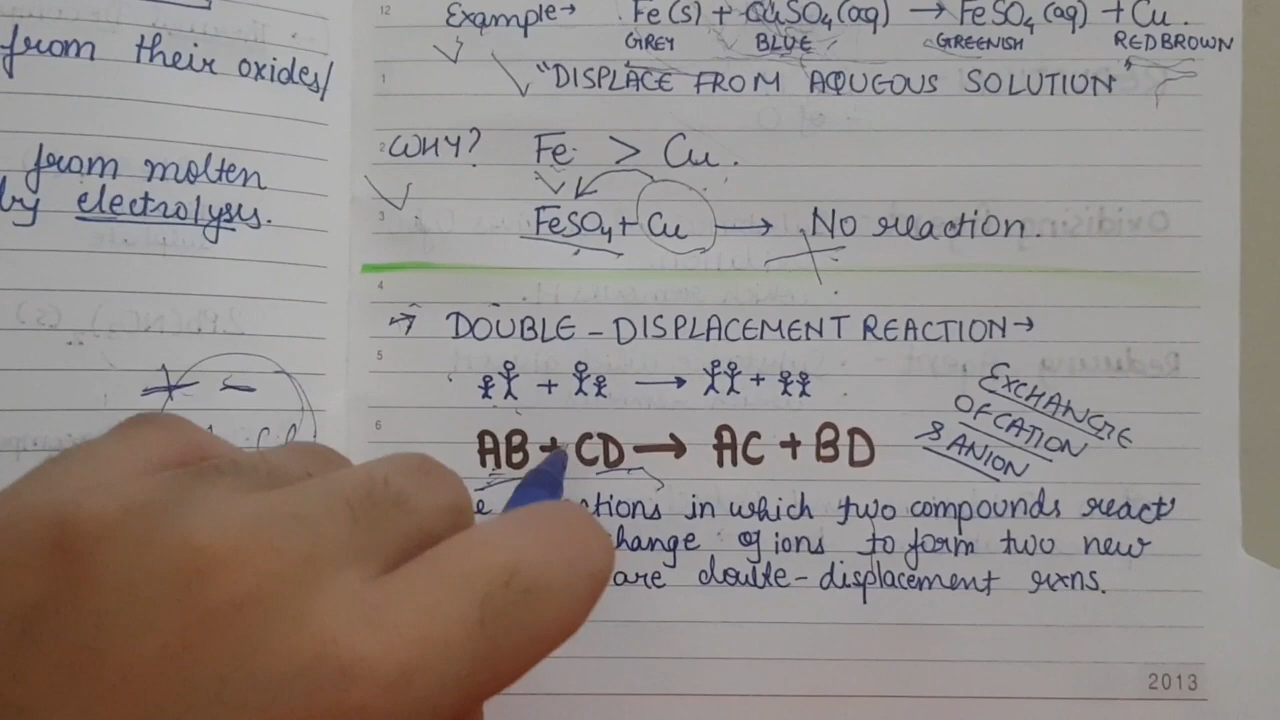 from their oxides/
from molten
by electrolysis.
12
Example→ Fe(s) + CuSO4(aq) → FeSO4(aq) + Cu.
GREY BLUE GREENISH REDBROWN
1
"DISPLACE FROM AQUEOUS SOLUTION"
2
WHY? Fe > Cu.
3
FeSO4 + Cu → No reaction.
4
→ DOUBLE-DISPLACEMENT REACTION→
5
+ → +
EXCHANGE
OF CATION
& ANION
6
AB + CD → AC + BD
in which two compounds react
of ions to form two new
are double-displacement rxns.
2013